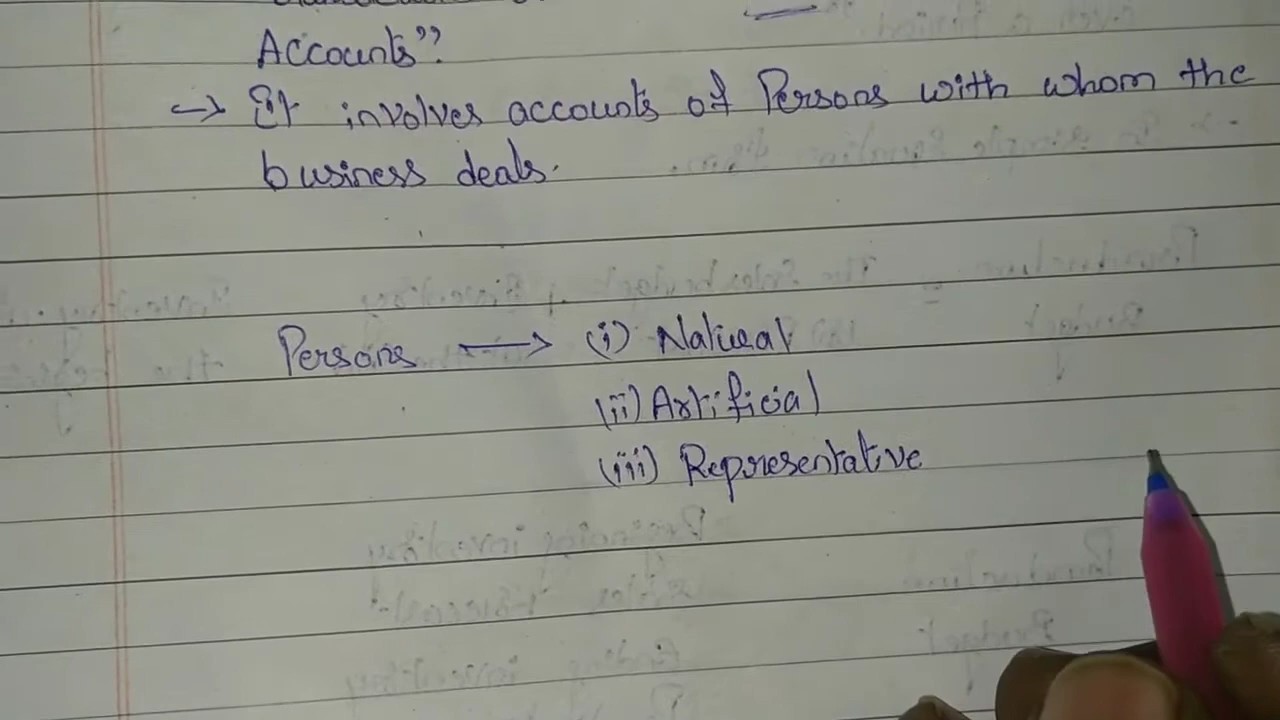 Accounts”?
→ It involves accounts of Persons with whom the
business deals.
Persons → (i) Natural
(ii) Artificial
(iii) Representative